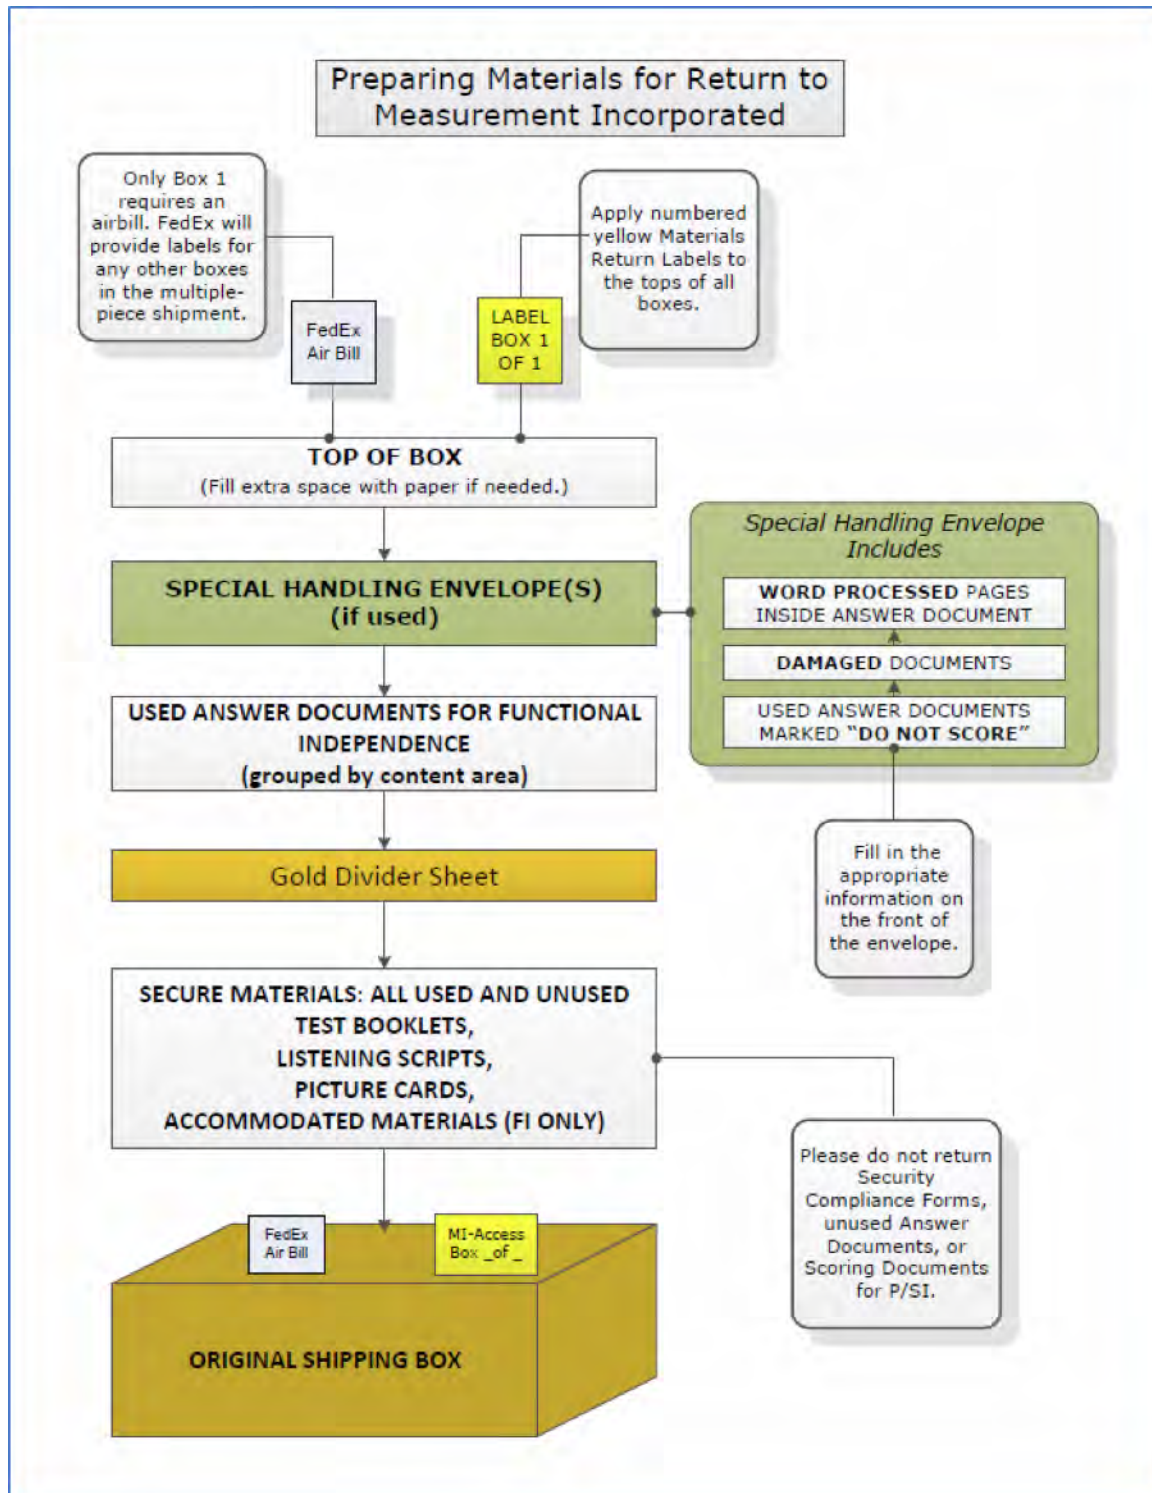 Preparing Materials for Return to
Measurement Incorporated
Only Box 1
requires an
airbill. FedEx will
provide labels for
any other boxes
in the multiple-
piece shipment.
FedEx
Air Bill
LABEL
BOX 1
OF 1
Apply numbered
yellow Materials
Return Labels to
the tops of all
boxes.
TOP OF BOX
(Fill extra space with paper if needed.)
SPECIAL HANDLING ENVELOPE(S)
(if used)
Special Handling Envelope
Includes
WORD PROCESSED PAGES
INSIDE ANSWER DOCUMENT
DAMAGED DOCUMENTS
USED ANSWER DOCUMENTS
MARKED “DO NOT SCORE”
USED ANSWER DOCUMENTS FOR FUNCTIONAL
INDEPENDENCE
(grouped by content area)
Fill in the
appropriate
information on
the front of
the envelope.
Gold Divider Sheet
SECURE MATERIALS: ALL USED AND UNUSED
TEST BOOKLETS,
LISTENING SCRIPTS,
PICTURE CARDS,
ACCOMMODATED MATERIALS (FI ONLY)
Please do not return
Security
Compliance Forms,
unused Answer
Documents, or
Scoring Documents
for P/SI.
FedEx
Air Bill
MI-Access
Box _of _
ORIGINAL SHIPPING BOX